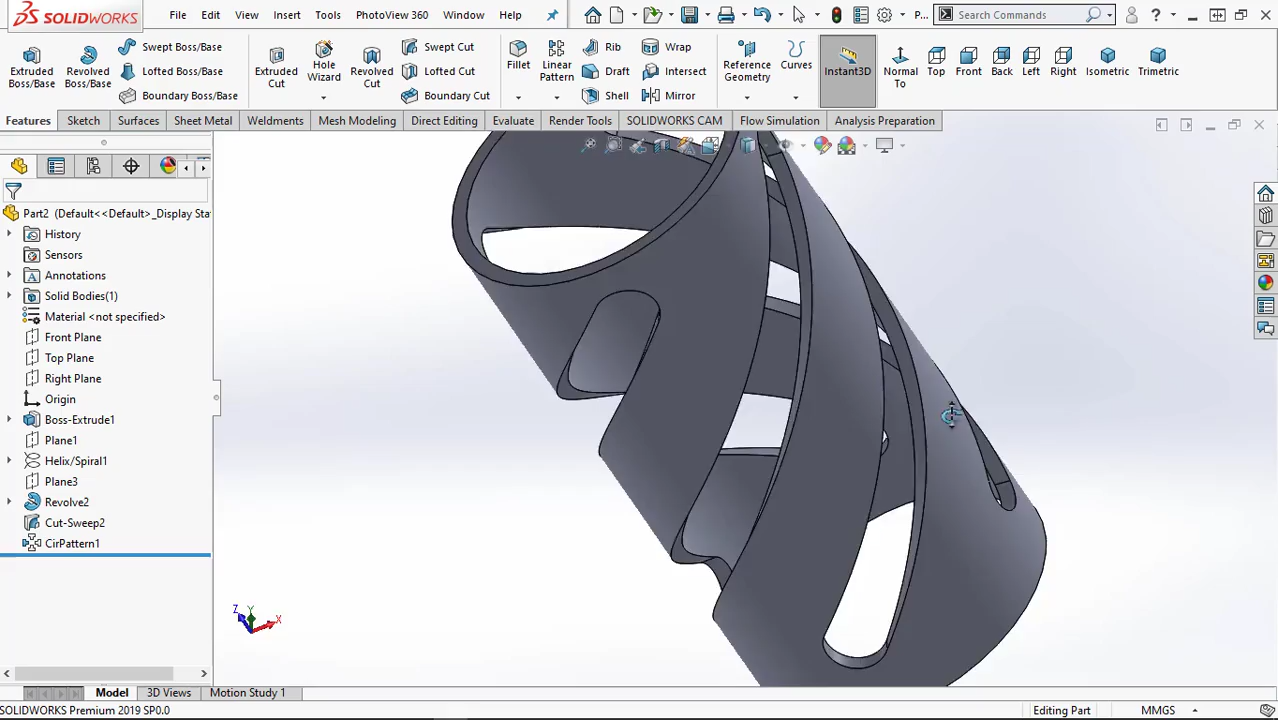 SOLIDWORKS File Edit View Insert Tools PhotoView 360 Window Help P... Search Commands ?
Extruded Boss/Base
Revolved Boss/Base
Swept Boss/Base
Lofted Boss/Base
Boundary Boss/Base
Extruded Cut
Hole Wizard
Revolved Cut
Swept Cut
Lofted Cut
Boundary Cut
Fillet
Linear Pattern
Rib
Draft
Shell
Wrap
Intersect
Mirror
Reference Geometry
Curves
Instant3D
Normal To
Top
Front
Back
Left
Right
Isometric
Trimetric
Features Sketch Surfaces Sheet Metal Weldments Mesh Modeling Direct Editing Evaluate Render Tools SOLIDWORKS CAM Flow Simulation Analysis Preparation
Part2 (Default<<Default>_Display Sta
History
Sensors
Annotations
Solid Bodies(1)
Material <not specified>
Front Plane
Top Plane
Right Plane
Origin
Boss-Extrude1
Plane1
Helix/Spiral1
Plane3
Revolve2
Cut-Sweep2
CirPattern1
Z Y X
Model 3D Views Motion Study 1
SOLIDWORKS Premium 2019 SP0.0 Editing Part MMGS